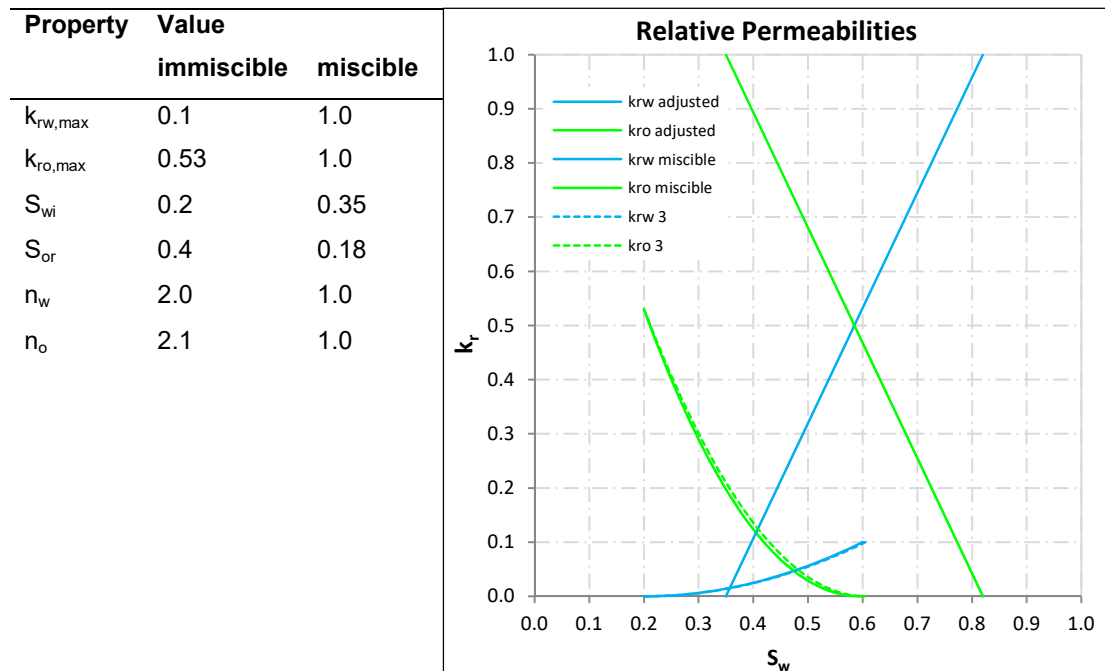 Property Value
immiscible miscible
krw,max 0.1 1.0
kro,max 0.53 1.0
Swi 0.2 0.35
Sor 0.4 0.18
nw 2.0 1.0
no 2.1 1.0
Relative Permeabilities
1.0
0.9
0.8
0.7
0.6
0.5
0.4
0.3
0.2
0.1
0.0
kr
krw adjusted
kro adjusted
krw miscible
kro miscible
krw 3
kro 3
0.0 0.1 0.2 0.3 0.4 0.5 0.6 0.7 0.8 0.9 1.0
Sw